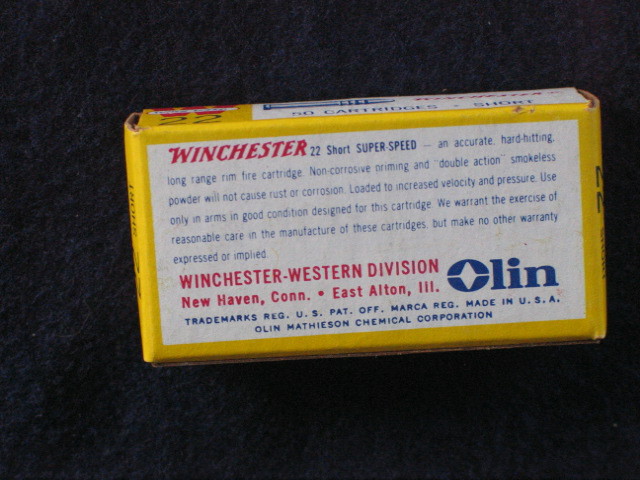 22
50 CARTRIDGES • SHORT
WINCHESTER 22 Short SUPER-SPEED — an accurate, hard-hitting,
long range rim fire cartridge. Non-corrosive priming and "double action" smokeless
powder will not cause rust or corrosion. Loaded to increased velocity and pressure. Use
only in arms in good condition designed for this cartridge. We warrant the exercise of
reasonable care in the manufacture of these cartridges, but make no other warranty
expressed or implied.
WINCHESTER-WESTERN DIVISION
New Haven, Conn. • East Alton, Ill.
Olin
TRADEMARKS REG. U.S. PAT. OFF. MARCA REG. MADE IN U.S.A.
OLIN MATHIESON CHEMICAL CORPORATION
SHORT
22